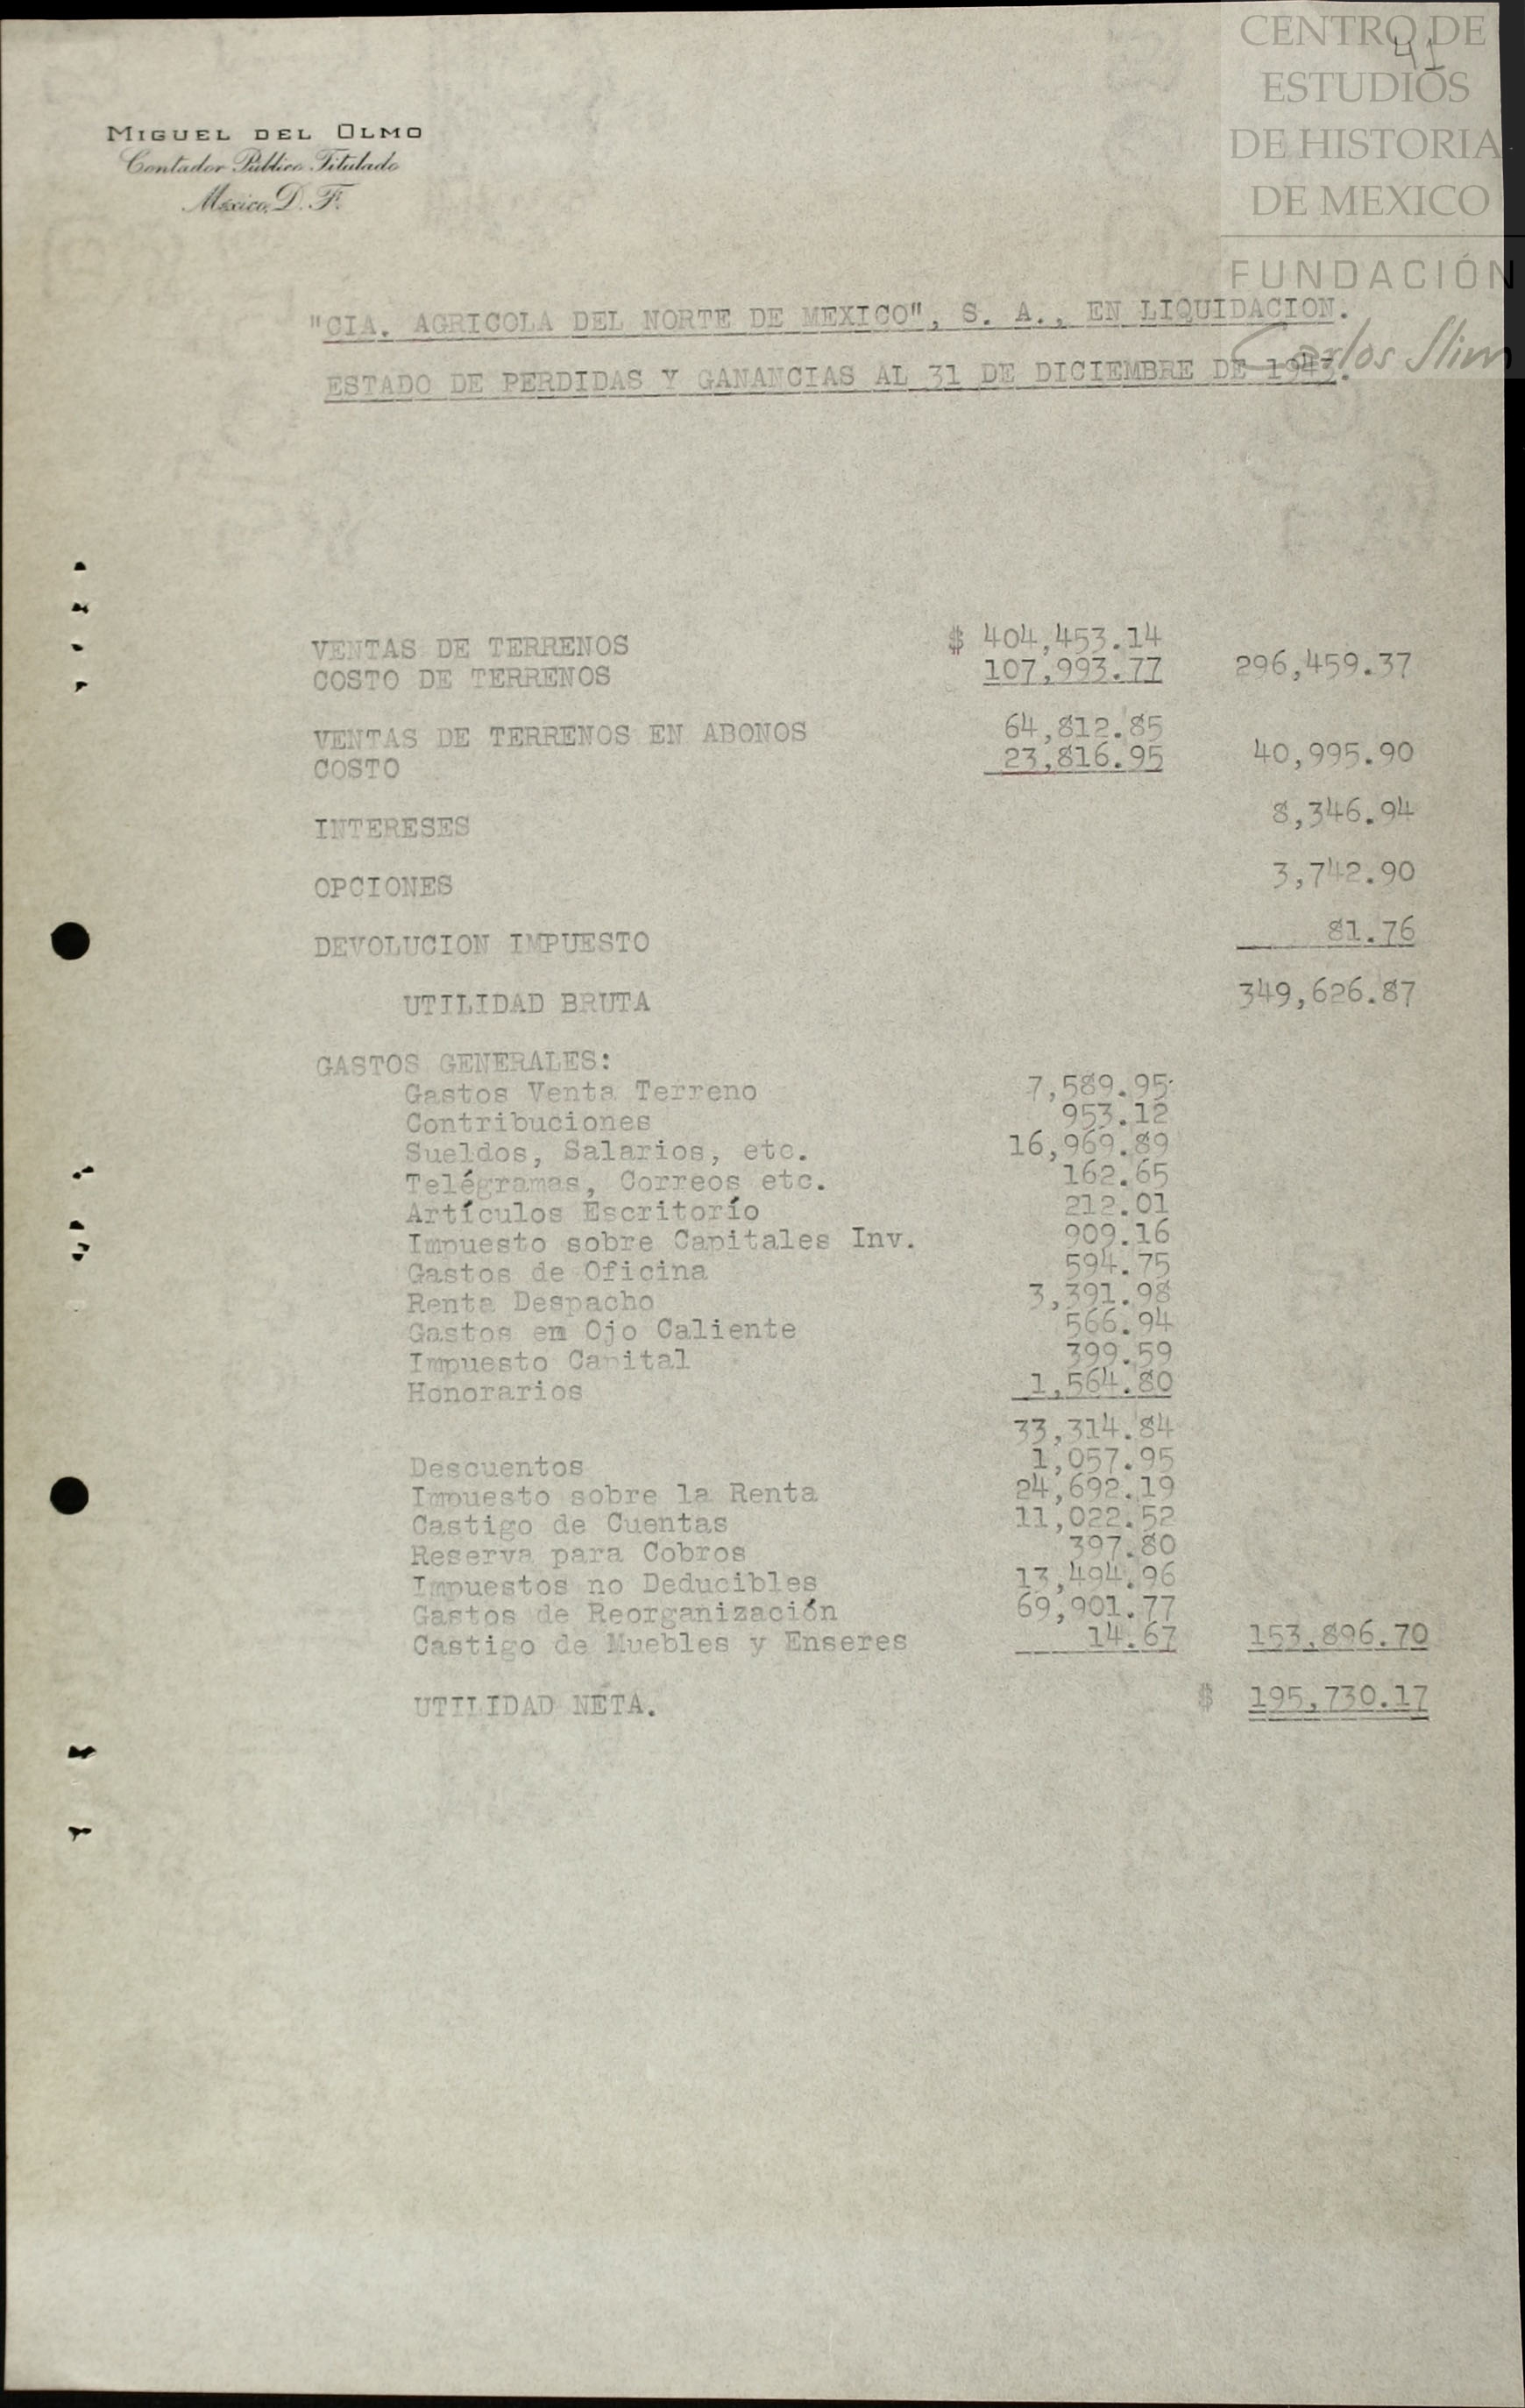 CENTRO DE
41
ESTUDIOS
DE HISTORIA
DE MEXICO
FUNDACIÓN
Carlos Slim
MIGUEL DEL OLMO
Contador Público Titulado
México, D. F.
"CIA. AGRICOLA DEL NORTE DE MEXICO", S. A., EN LIQUIDACION.
ESTADO DE PERDIDAS Y GANANCIAS AL 31 DE DICIEMBRE DE 1943.
VENTAS DE TERRENOS $ 404,453.14
COSTO DE TERRENOS 107,993.77 296,459.37
VENTAS DE TERRENOS EN ABONOS 64,812.85
COSTO 23,816.95 40,995.90
INTERESES 8,346.94
OPCIONES 3,742.90
DEVOLUCION IMPUESTO 81.76
UTILIDAD BRUTA 349,626.87
GASTOS GENERALES:
Gastos Venta Terreno 7,589.95
Contribuciones 953.12
Sueldos, Salarios, etc. 16,969.89
Telégramas, Correos etc. 162.65
Artículos Escritorío 212.01
Impuesto sobre Capitales Inv. 909.16
Gastos de Oficina 594.75
Renta Despacho 3,391.98
Gastos en Ojo Caliente 566.94
Impuesto Capital 399.59
Honorarios 1,564.80
33,314.84
Descuentos 1,057.95
Impuesto sobre la Renta 24,692.19
Castigo de Cuentas 11,022.52
Reserva para Cobros 397.80
Impuestos no Deducibles 13,494.96
Gastos de Reorganización 69,901.77
Castigo de Muebles y Enseres 14.67 153,896.70
UTILIDAD NETA. $ 195,730.17